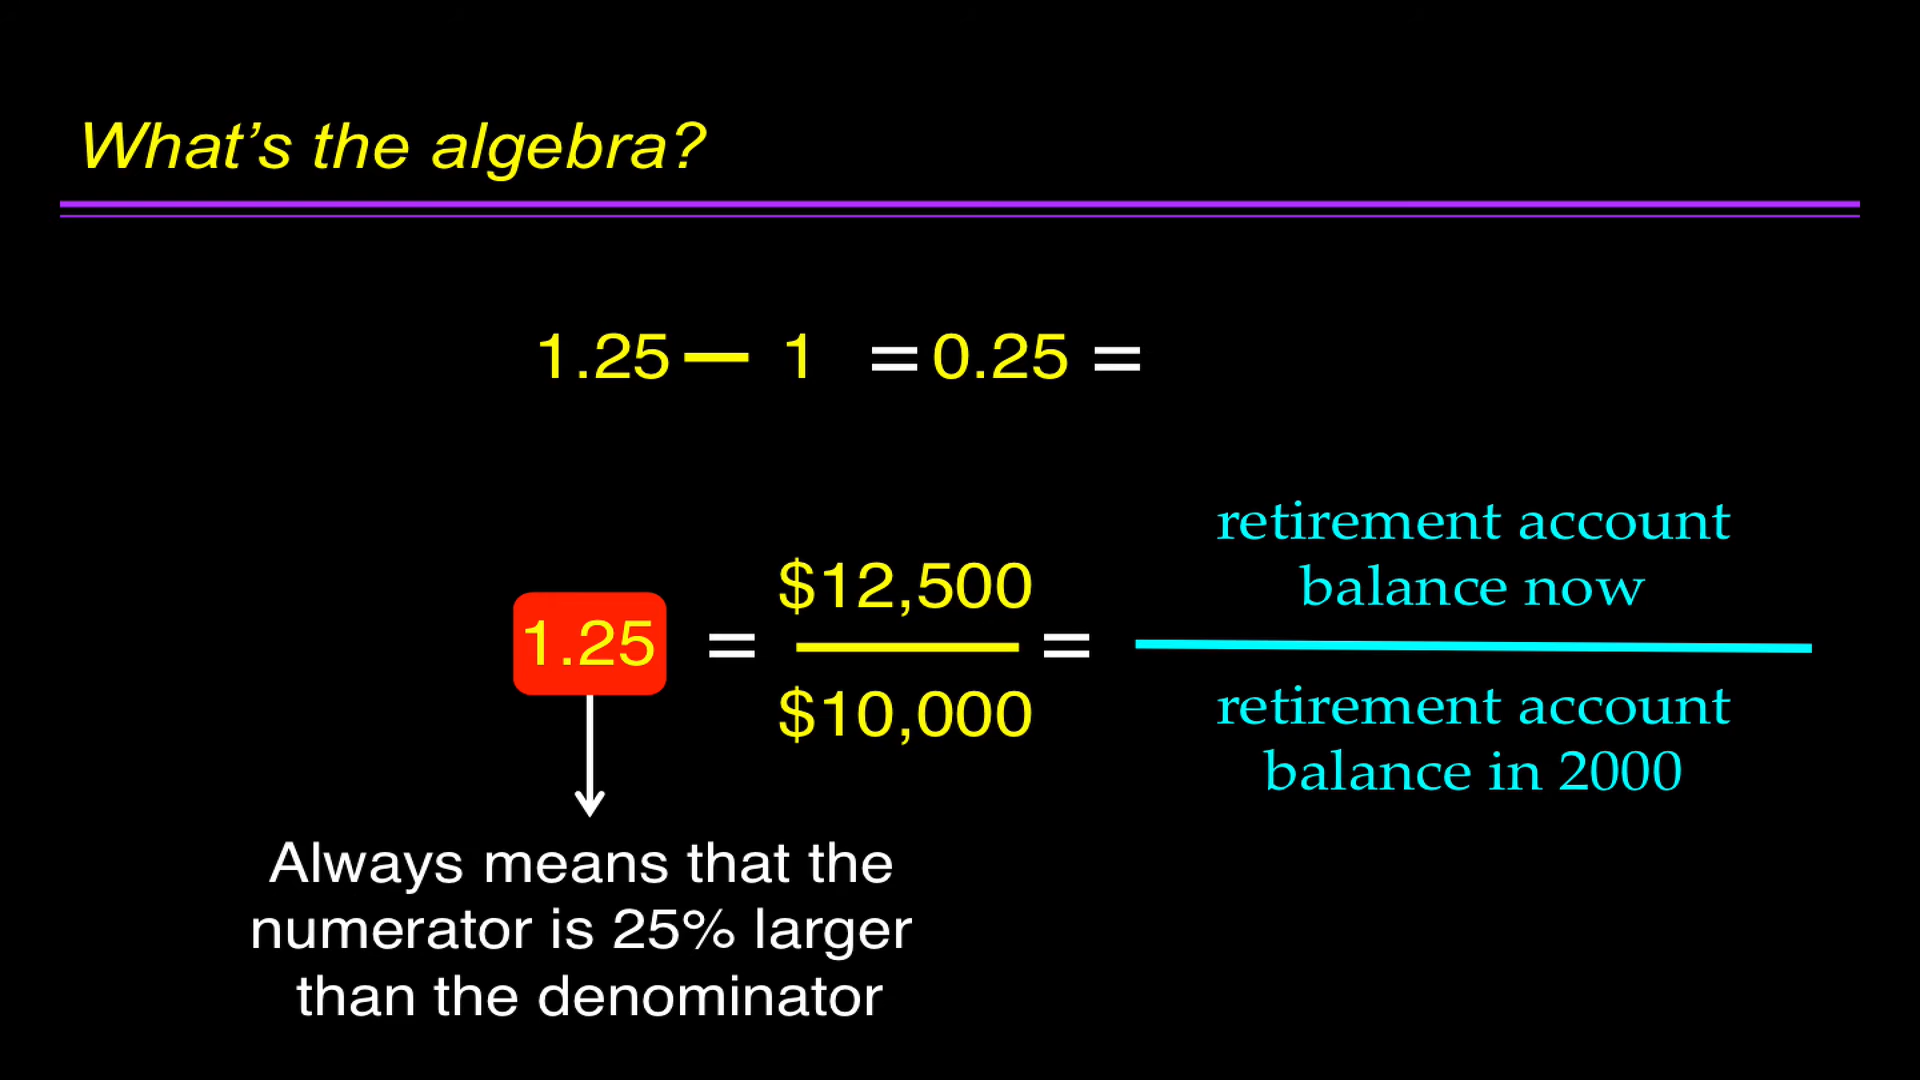 What's the algebra?
1.25 − 1 = 0.25 =
retirement account
balance now
$12,500
1.25 = =
$10,000
retirement account
balance in 2000
Always means that the
numerator is 25% larger
than the denominator